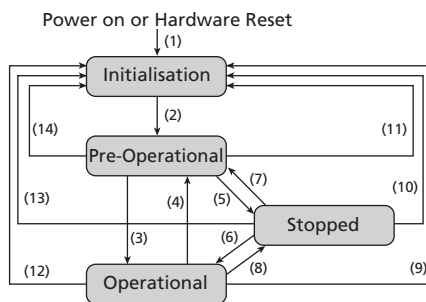 Power on or Hardware Reset
(1)
Initialisation
(2)
(14)
(11)
Pre-Operational
(7)
(13)
(4)
(5)
(10)
Stopped
(3)
(6)
(12)
(8)
(9)
Operational